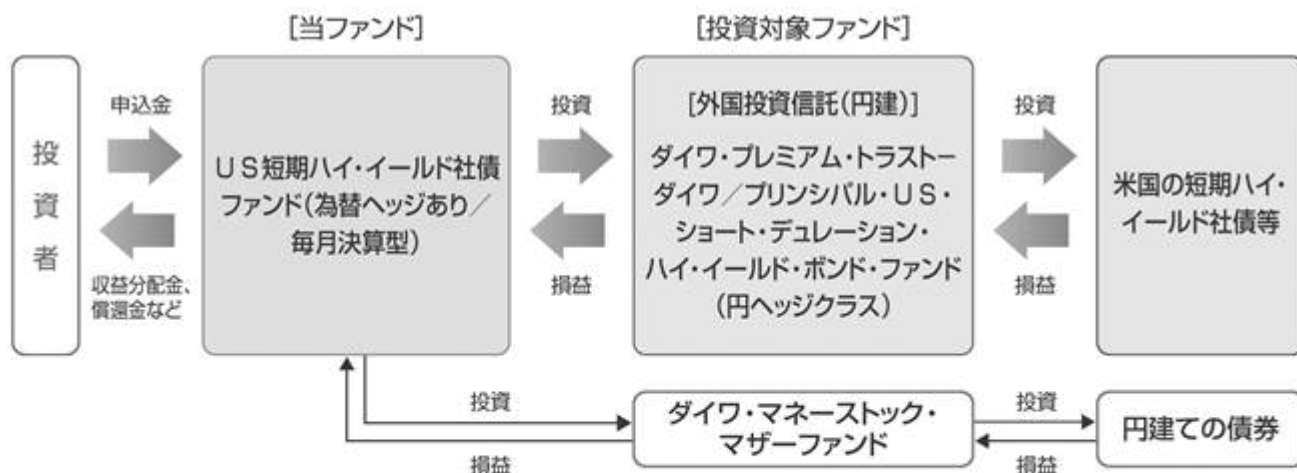 [当ファンド]
[投資対象ファンド]
投資者
申込金
収益分配金、
償還金など
US短期ハイ・イールド社債
ファンド(為替ヘッジあり/
毎月決算型)
投資
損益
[外国投資信託(円建)]
ダイワ・プレミアム・トラスト−
ダイワ/プリンシパル・US・
ショート・デュレーション・
ハイ・イールド・ボンド・ファンド
(円ヘッジクラス)
投資
損益
米国の短期ハイ・
イールド社債等
投資
損益
ダイワ・マネーストック・
マザーファンド
投資
損益
円建ての債券